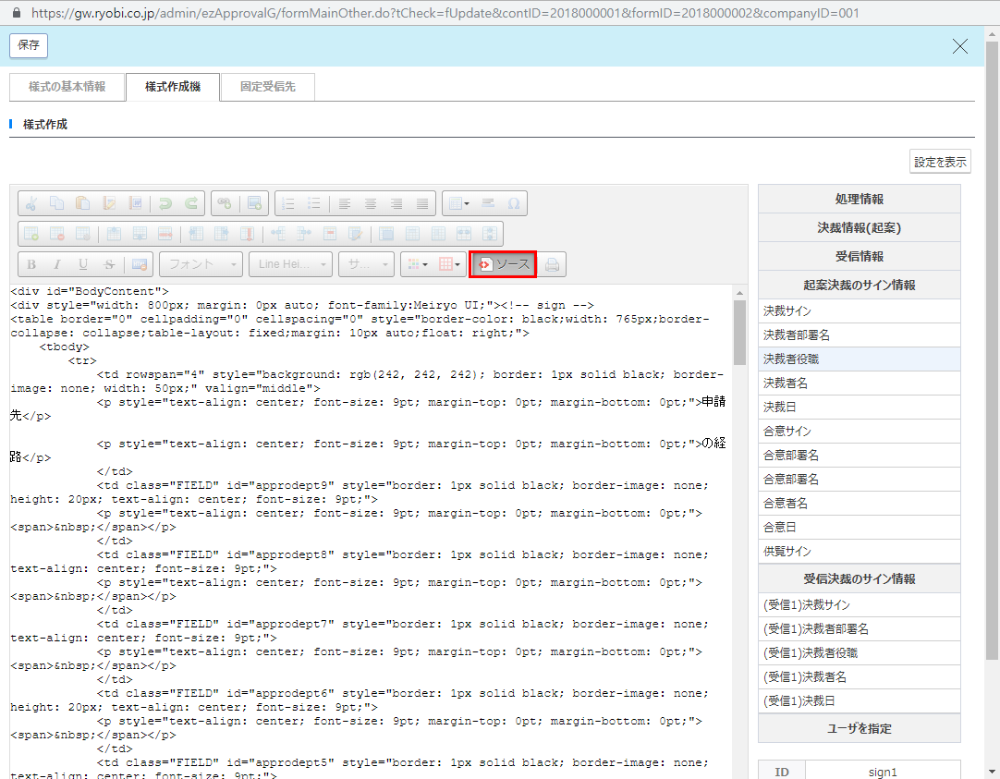 https://gw.ryobi.co.jp/admin/ezApprovalG/formMainOther.do?tCheck=fUpdate&contID=2018000001&formID=2018000002&companyID=001
保存
様式の基本情報 様式作成機 固定受信先
様式作成
設定を表示
B I U S フォント Line Hei... サ... ソース
<div id="BodyContent">
<div style="width: 800px; margin: 0px auto; font-family:Meiryo UI;"><!-- sign -->
<table border="0" cellpadding="0" cellspacing="0" style="border-color: black;width: 765px;border-
collapse: collapse;table-layout: fixed;margin: 10px auto;float: right;">
<tbody>
<tr>
<td rowspan="4" style="background: rgb(242, 242, 242); border: 1px solid black; border-
image: none; width: 50px;" valign="middle">
<p style="text-align: center; font-size: 9pt; margin-top: 0pt; margin-bottom: 0pt;">申請
先</p>
<p style="text-align: center; font-size: 9pt; margin-top: 0pt; margin-bottom: 0pt;">の経
路</p>
</td>
<td class="FIELD" id="approdept9" style="border: 1px solid black; border-image: none;
height: 20px; text-align: center; font-size: 9pt;">
<p style="text-align: center; font-size: 9pt; margin-top: 0pt; margin-bottom: 0pt;">
<span>&nbsp;</span></p>
</td>
<td class="FIELD" id="approdept8" style="border: 1px solid black; border-image: none;
text-align: center; font-size: 9pt;">
<p style="text-align: center; font-size: 9pt; margin-top: 0pt; margin-bottom: 0pt;">
<span>&nbsp;</span></p>
</td>
<td class="FIELD" id="approdept7" style="border: 1px solid black; border-image: none;
text-align: center; font-size: 9pt;">
<p style="text-align: center; font-size: 9pt; margin-top: 0pt; margin-bottom: 0pt;">
<span>&nbsp;</span></p>
</td>
<td class="FIELD" id="approdept6" style="border: 1px solid black; border-image: none;
height: 20px; text-align: center; font-size: 9pt;">
<p style="text-align: center; font-size: 9pt; margin-top: 0pt; margin-bottom: 0pt;">
<span>&nbsp;</span></p>
</td>
<td class="FIELD" id="approdept5" style="border: 1px solid black; border-image: none;
text-align: center; font-size: 9pt;">
処理情報
決裁情報(起案)
受信情報
起案決裁のサイン情報
決裁サイン
決裁者部署名
決裁者役職
決裁者名
決裁日
合意サイン
合意部署名
合意部署名
合意者名
合意日
供覧サイン
受信決裁のサイン情報
(受信1)決裁サイン
(受信1)決裁者部署名
(受信1)決裁者役職
(受信1)決裁者名
(受信1)決裁日
ユーザを指定
ID sign1